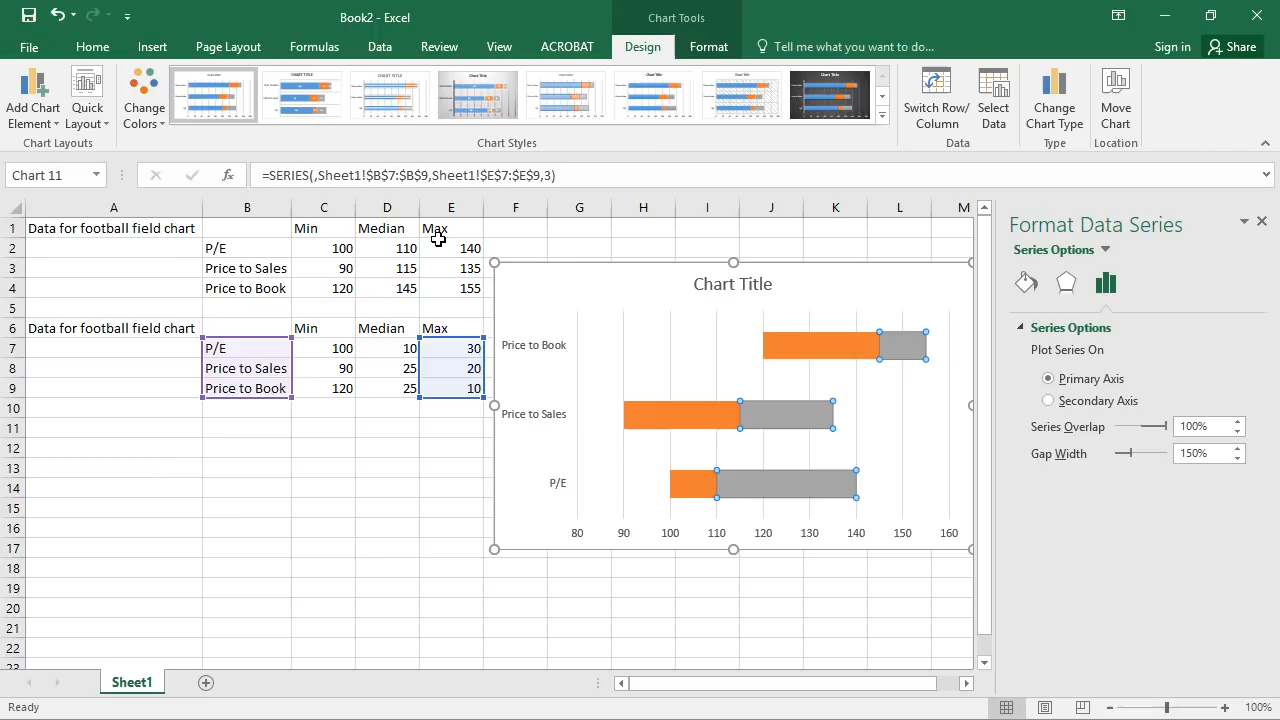 Book2 - Excel
Chart Tools
File Home Insert Page Layout Formulas Data Review View ACROBAT Design Format Tell me what you want to do... Sign in Share
Add Chart Element
Quick Layout
Change Colors
Switch Row/ Column
Select Data
Change Chart Type
Move Chart
Chart Layouts Chart Styles Data Type Location
Chart 11 fx =SERIES(,Sheet1!$B$7:$B$9,Sheet1!$E$7:$E$9,3)
A B C D E F G H I J K L M
1 Data for football field chart Min Median Max
2 P/E 100 110 140
3 Price to Sales 90 115 135
4 Price to Book 120 145 155
5
6 Data for football field chart Min Median Max
7 P/E 100 10 30
8 Price to Sales 90 25 20
9 Price to Book 120 25 10
10
11
12
13
14
15
16
17
18
19
20
21
22
23
Chart Title
Price to Book
Price to Sales
P/E
80 90 100 110 120 130 140 150 160
Format Data Series
Series Options
Series Options
Plot Series On
Primary Axis
Secondary Axis
Series Overlap 100%
Gap Width 150%
Sheet1
Ready 100%